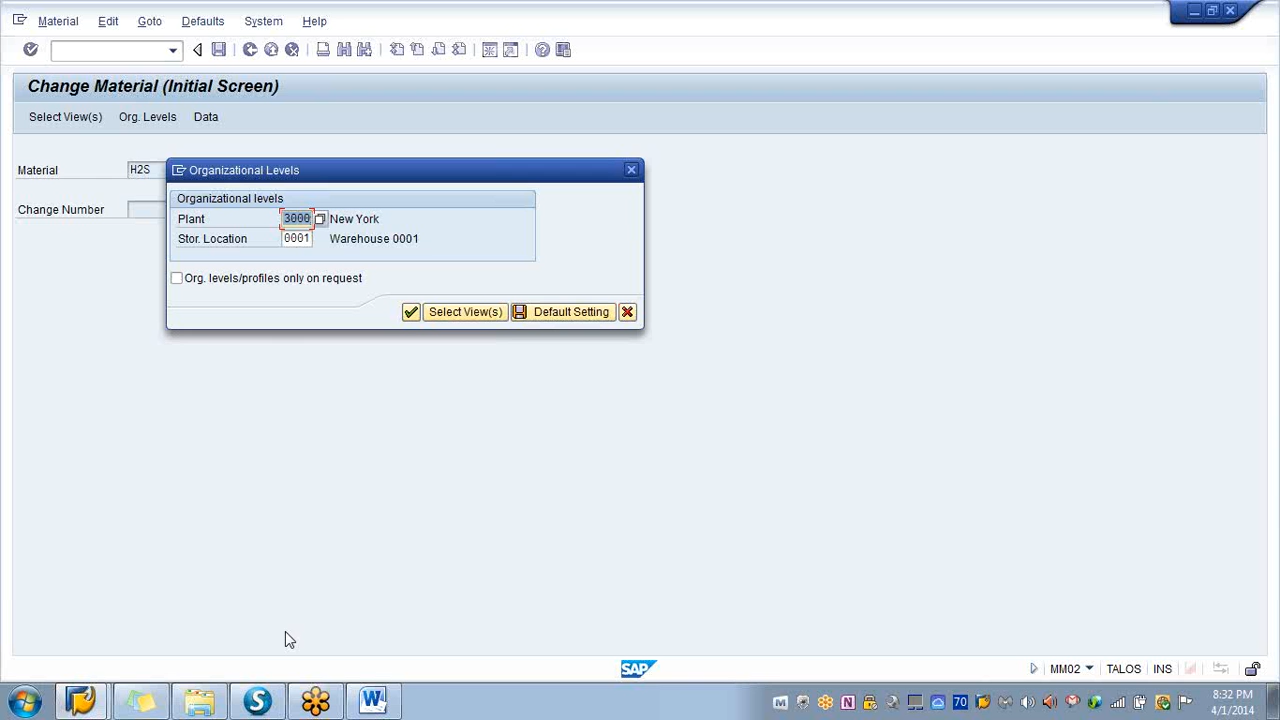 Material Edit Goto Defaults System Help
Change Material (Initial Screen)
Select View(s) Org. Levels Data
Material H2S
Change Number
Organizational Levels
Organizational levels
Plant 3000 New York
Stor. Location 0001 Warehouse 0001
Org. levels/profiles only on request
Select View(s) Default Setting
SAP
MM02 TALOS INS
S W N 70
8:32 PM
4/1/2014